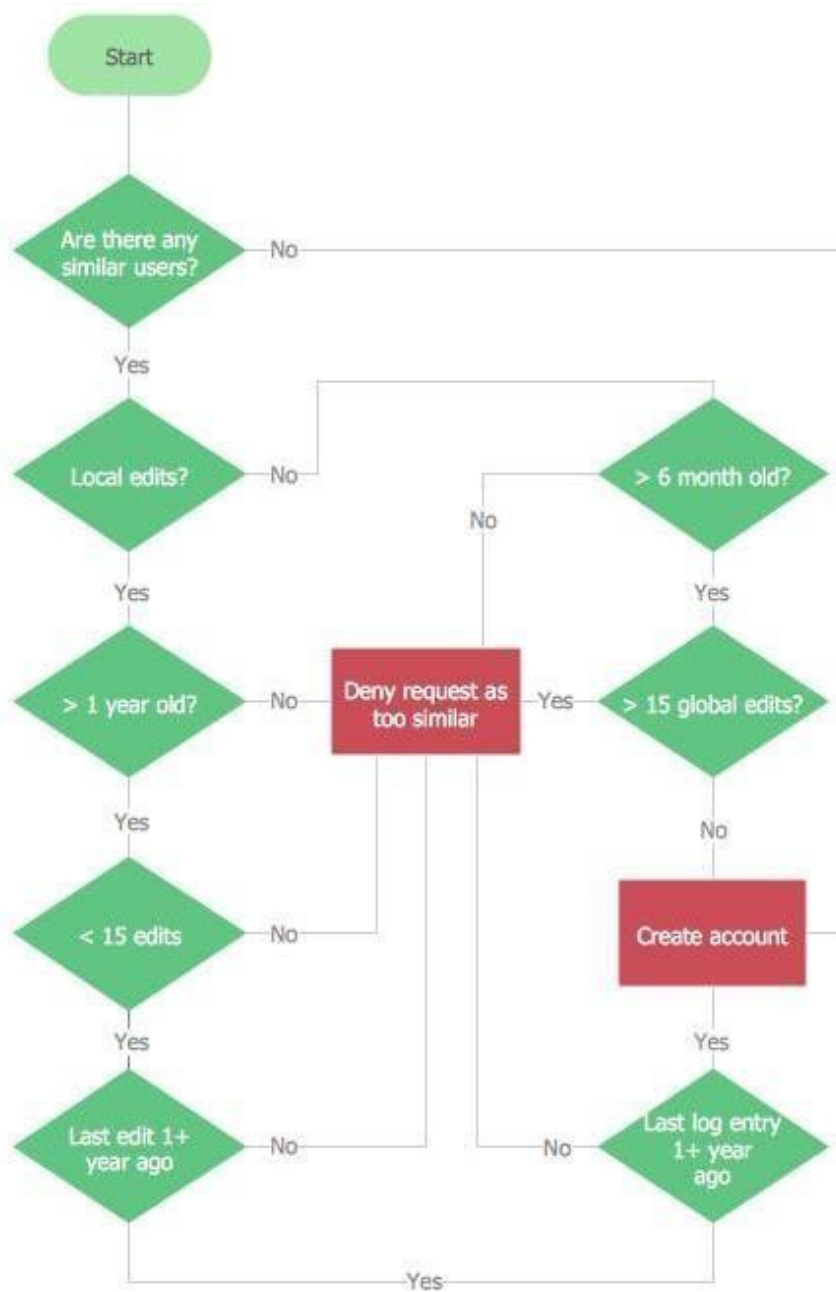 Start
Are there any
similar users?
No
Yes
Local edits?
No
> 6 month old?
No
Yes
Yes
> 1 year old?
No
Deny request as
too similar
Yes
> 15 global edits?
Yes
No
< 15 edits
No
Create account
Yes
Yes
Last edit 1+
year ago
No
No
Last log entry
1+ year
ago
Yes